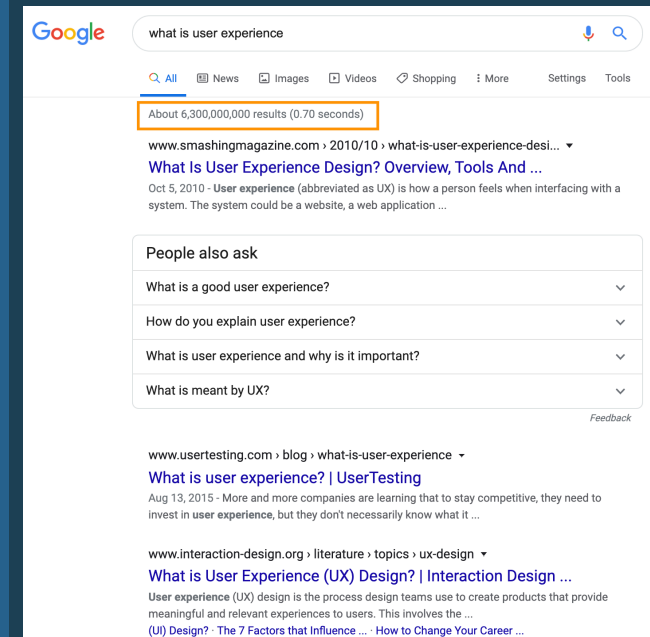 Google
what is user experience
All News Images Videos Shopping More Settings Tools
About 6,300,000,000 results (0.70 seconds)
www.smashingmagazine.com › 2010/10 › what-is-user-experience-desi...
What Is User Experience Design? Overview, Tools And ...
Oct 5, 2010 - User experience (abbreviated as UX) is how a person feels when interfacing with a
system. The system could be a website, a web application ...
People also ask
What is a good user experience?
How do you explain user experience?
What is user experience and why is it important?
What is meant by UX?
Feedback
www.usertesting.com › blog › what-is-user-experience
What is user experience? | UserTesting
Aug 13, 2015 - More and more companies are learning that to stay competitive, they need to
invest in user experience, but they don't necessarily know what it ...
www.interaction-design.org › literature › topics › ux-design
What is User Experience (UX) Design? | Interaction Design ...
User experience (UX) design is the process design teams use to create products that provide
meaningful and relevant experiences to users. This involves the ...
(UI) Design? · The 7 Factors that Influence ... · How to Change Your Career ...